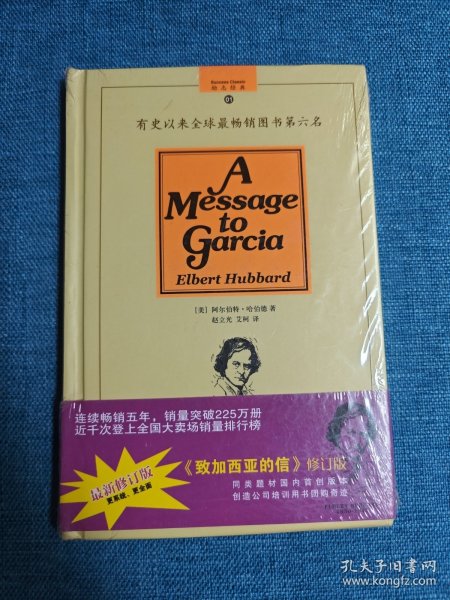 Success Classic
励志经典
01
有史以来全球最畅销图书第六名
A
Message
to
Garcia
Elbert Hubbard
[美] 阿尔伯特·哈伯德 著
赵立光 艾柯 译
连续畅销五年，销量突破225万册
近千次登上全国大卖场销量排行榜
最新修订版
更系统、更全面
《致加西亚的信》修订版
同类题材国内首创版本
创造公司培训用书团购奇迹
孔夫子旧书网
www.kongfz.com